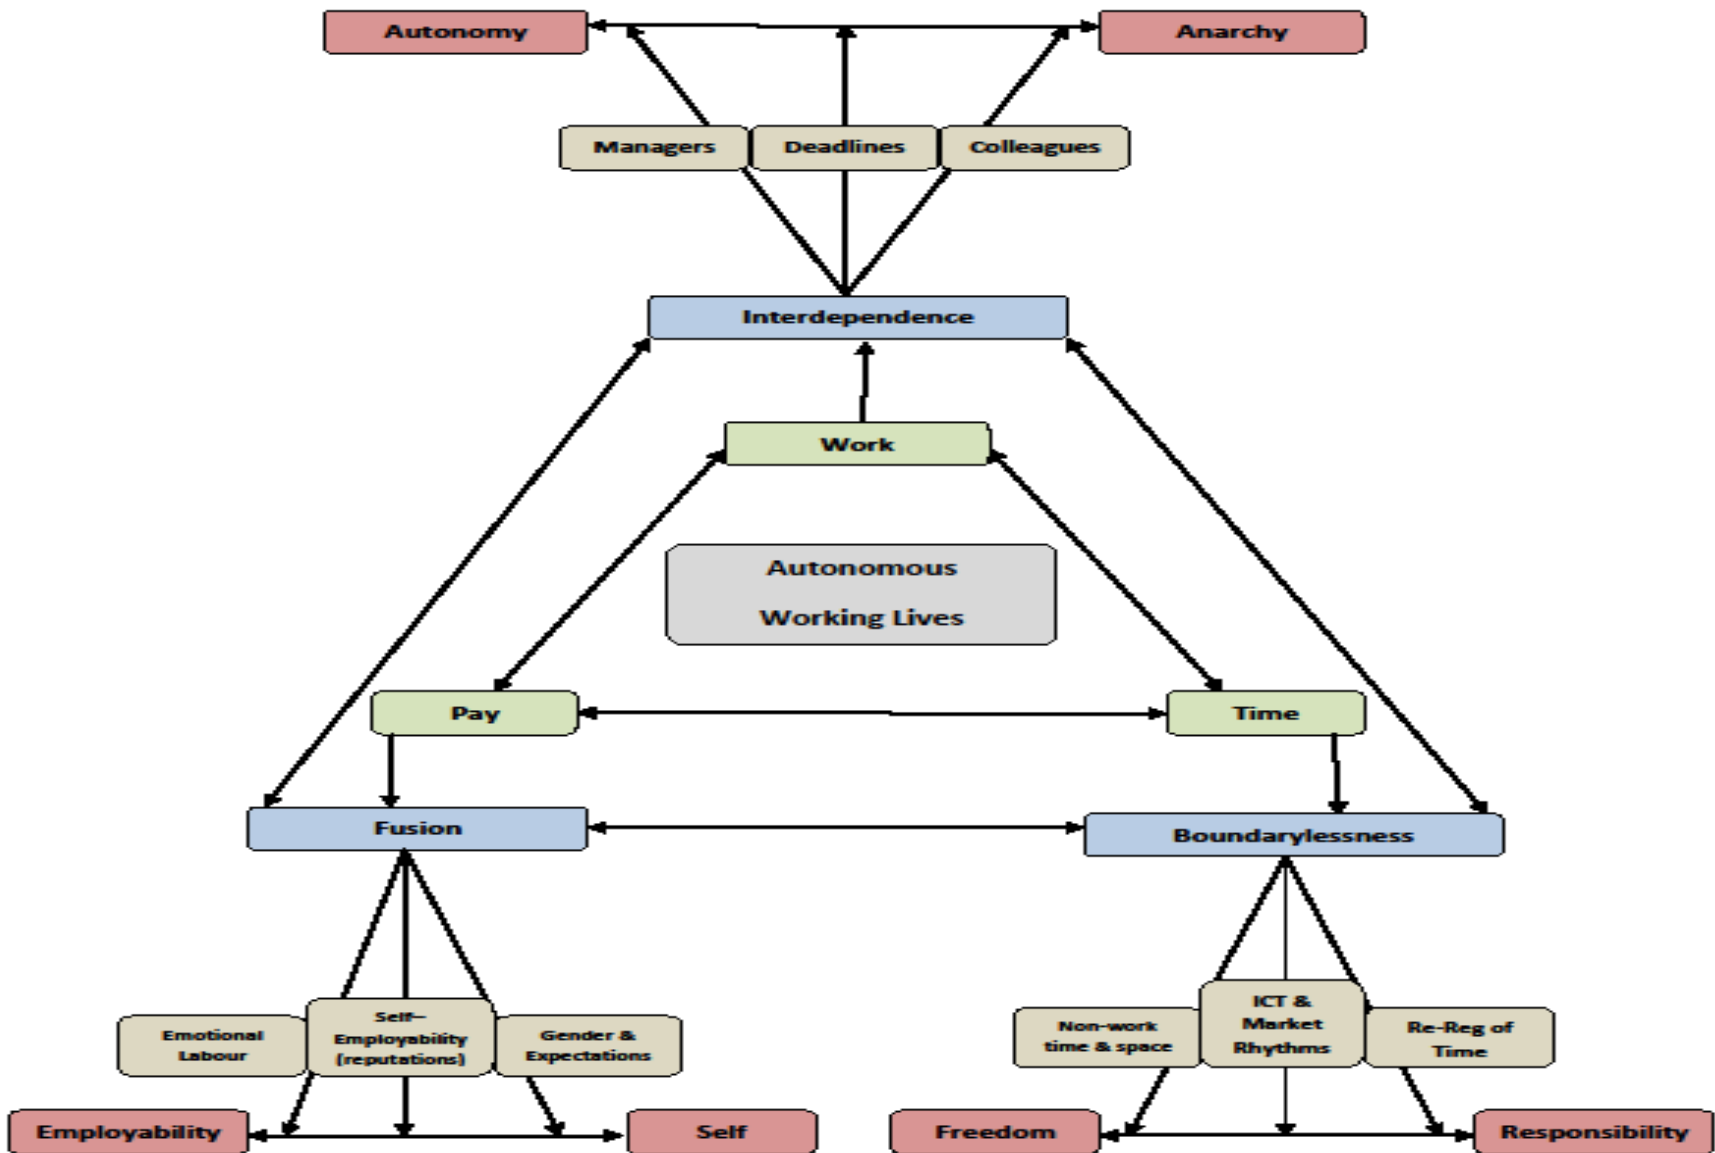 Autonomy
Anarchy
Managers
Deadlines
Colleagues
Interdependence
Work
Autonomous
Working Lives
Pay
Time
Fusion
Boundarylessness
Emotional
Labour
Self–
Employability
(reputations)
Gender &
Expectations
Non-work
time & space
ICT &
Market
Rhythms
Re-Reg of
Time
Employability
Self
Freedom
Responsibility